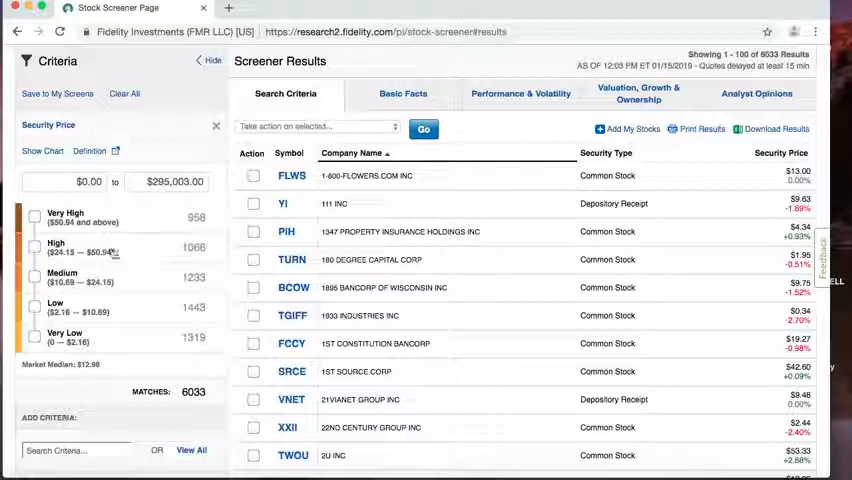 Stock Screener Page
Fidelity Investments (FMR LLC) [US] https://research2.fidelity.com/pi/stock-screener#results
Criteria
Hide
Save to My Screens Clear All
Security Price
Show Chart Definition
$0.00 to $295,003.00
Very High 958
($50.94 and above)
High 1066
($24.15 — $50.94)
Medium 1233
($10.69 — $24.15)
Low 1443
($2.16 — $10.69)
Very Low 1319
(0 — $2.16)
Market Median: $12.98
MATCHES: 6033
ADD CRITERIA:
Search Criteria... OR View All
Screener Results
Showing 1 - 100 of 6033 Results
AS OF 12:03 PM ET 01/15/2019 - Quotes delayed at least 15 min
Search Criteria Basic Facts Performance & Volatility Valuation, Growth & Ownership Analyst Opinions
Take action on selected... Go Add My Stocks Print Results Download Results
Action Symbol Company Name Security Type Security Price
FLWS 1-800-FLOWERS.COM INC Common Stock $13.00
0.00%
YI 111 INC Depository Receipt $9.63
-1.69%
PIH 1347 PROPERTY INSURANCE HOLDINGS INC Common Stock $4.34
+0.93%
TURN 180 DEGREE CAPITAL CORP Common Stock $1.95
-0.51%
BCOW 1895 BANCORP OF WISCONSIN INC Common Stock $9.75
-1.52%
TGIFF 1933 INDUSTRIES INC Common Stock $0.34
-2.70%
FCCY 1ST CONSTITUTION BANCORP Common Stock $19.27
-0.98%
SRCE 1ST SOURCE CORP Common Stock $42.60
+0.09%
VNET 21VIANET GROUP INC Depository Receipt $9.48
0.00%
XXII 22ND CENTURY GROUP INC Common Stock $2.44
-2.40%
TWOU 2U INC Common Stock $53.33
+2.68%
Feedback
ELL